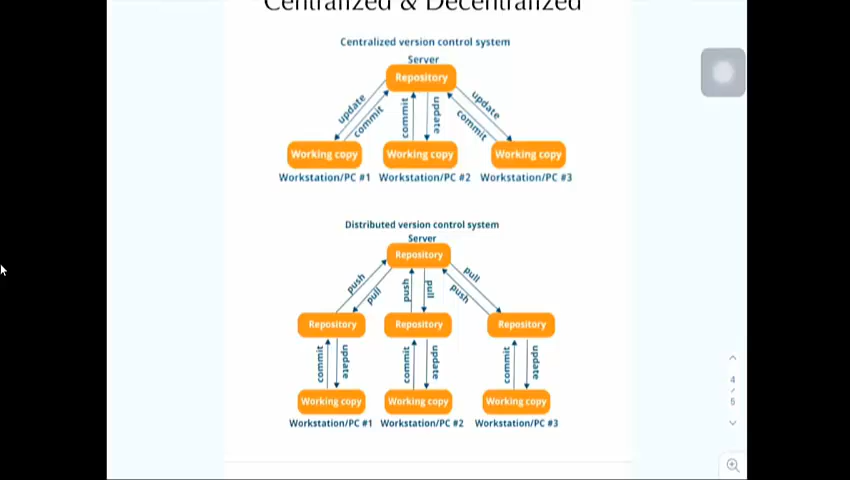 Centralized & Decentralized
Centralized version control system
Server
Repository
update
commit
commit
update
update
commit
Working copy
Working copy
Working copy
Workstation/PC #1
Workstation/PC #2
Workstation/PC #3
Distributed version control system
Server
Repository
push
pull
push
pull
pull
push
Repository
Repository
Repository
commit
update
commit
update
commit
update
Working copy
Working copy
Working copy
Workstation/PC #1
Workstation/PC #2
Workstation/PC #3
4
/
5